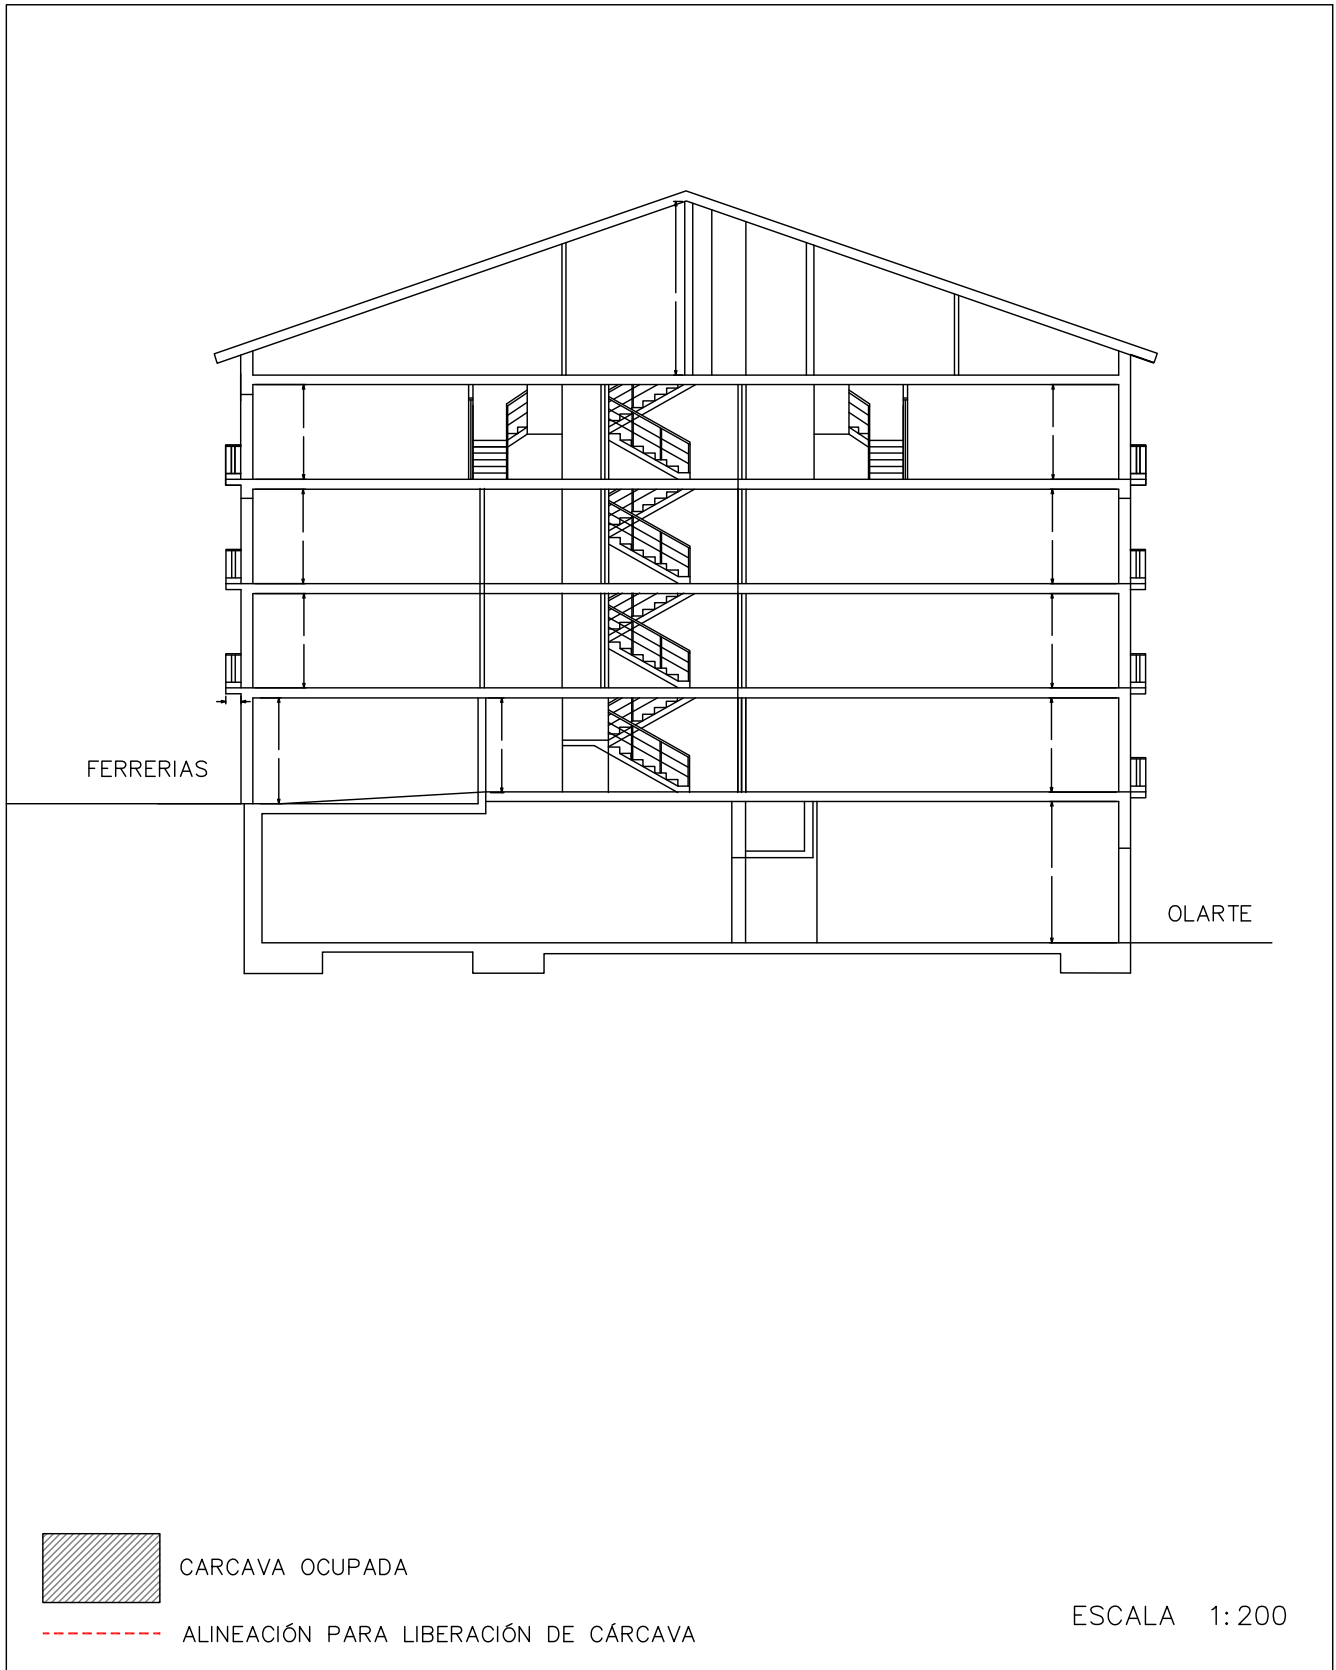 FERRERIAS
OLARTE
CARCAVA OCUPADA
ALINEACIÓN PARA LIBERACIÓN DE CÁRCAVA
ESCALA 1:200